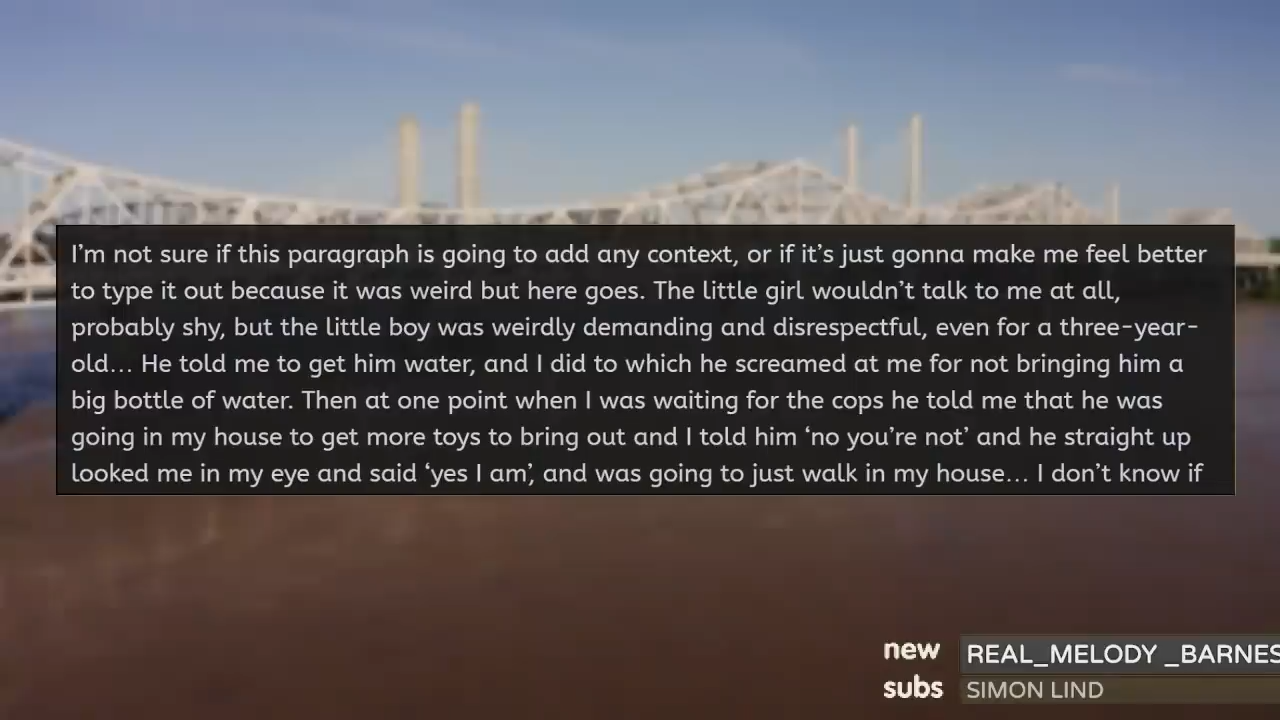 I’m not sure if this paragraph is going to add any context, or if it’s just gonna make me feel better
to type it out because it was weird but here goes. The little girl wouldn’t talk to me at all,
probably shy, but the little boy was weirdly demanding and disrespectful, even for a three-year-
old... He told me to get him water, and I did to which he screamed at me for not bringing him a
big bottle of water. Then at one point when I was waiting for the cops he told me that he was
going in my house to get more toys to bring out and I told him ‘no you’re not’ and he straight up
looked me in my eye and said ‘yes I am’, and was going to just walk in my house... I don’t know if
new REAL_MELODY _BARNES
subs SIMON LIND